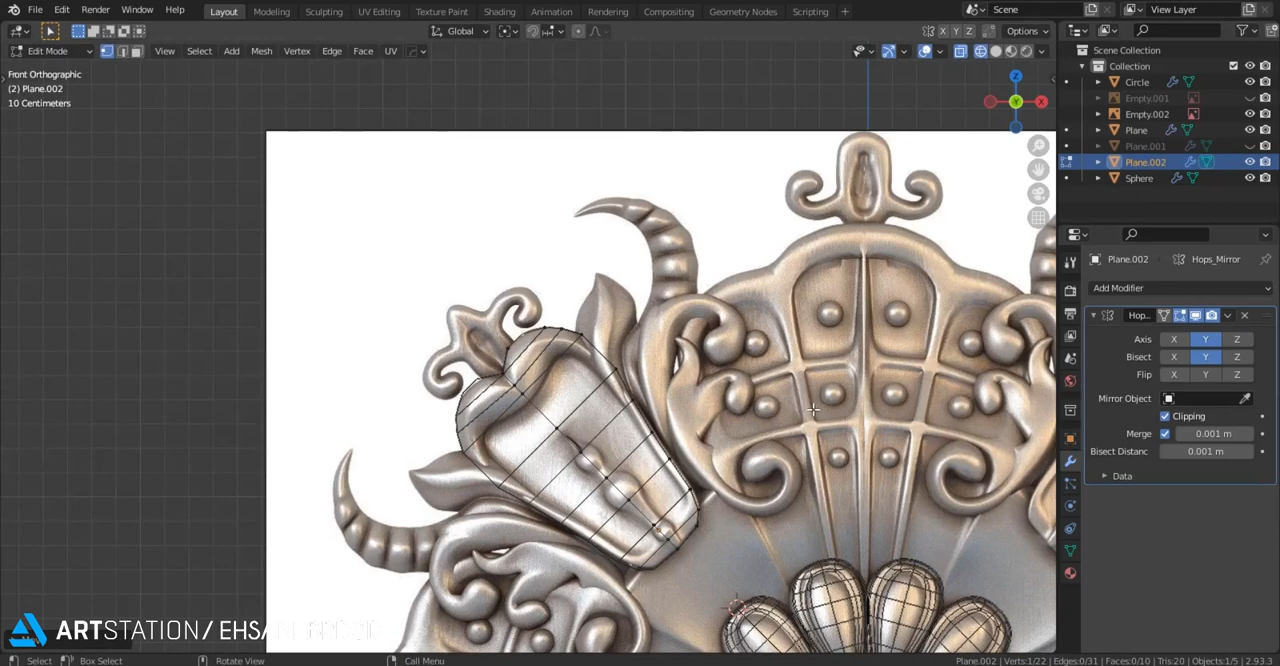 File Edit Render Window Help Layout Modeling Sculpting UV Editing Texture Paint Shading Animation Rendering Compositing Geometry Nodes Scripting + Scene View Layer
Global X Y Z Options
Edit Mode View Select Add Mesh Vertex Edge Face UV
Scene Collection
Collection
Front Orthographic
(2) Plane.002
10 Centimeters
Z
Y
X
Circle
Empty.001
Empty.002
Plane
Plane.001
Plane.002
Sphere
Plane.002 Hops_Mirror
Add Modifier
Hop..
Axis X Y Z
Bisect X Y Z
Flip X Y Z
Mirror Object
Clipping
Merge 0.001 m
Bisect Distanc 0.001 m
Data
ARTSTATION/
Select Box Select Rotate View Call Menu Plane.002 | Verts:1/22 | Edges:0/31 | Faces:0/10 | Tris:20 | Objects:1/5 | 2.93.3